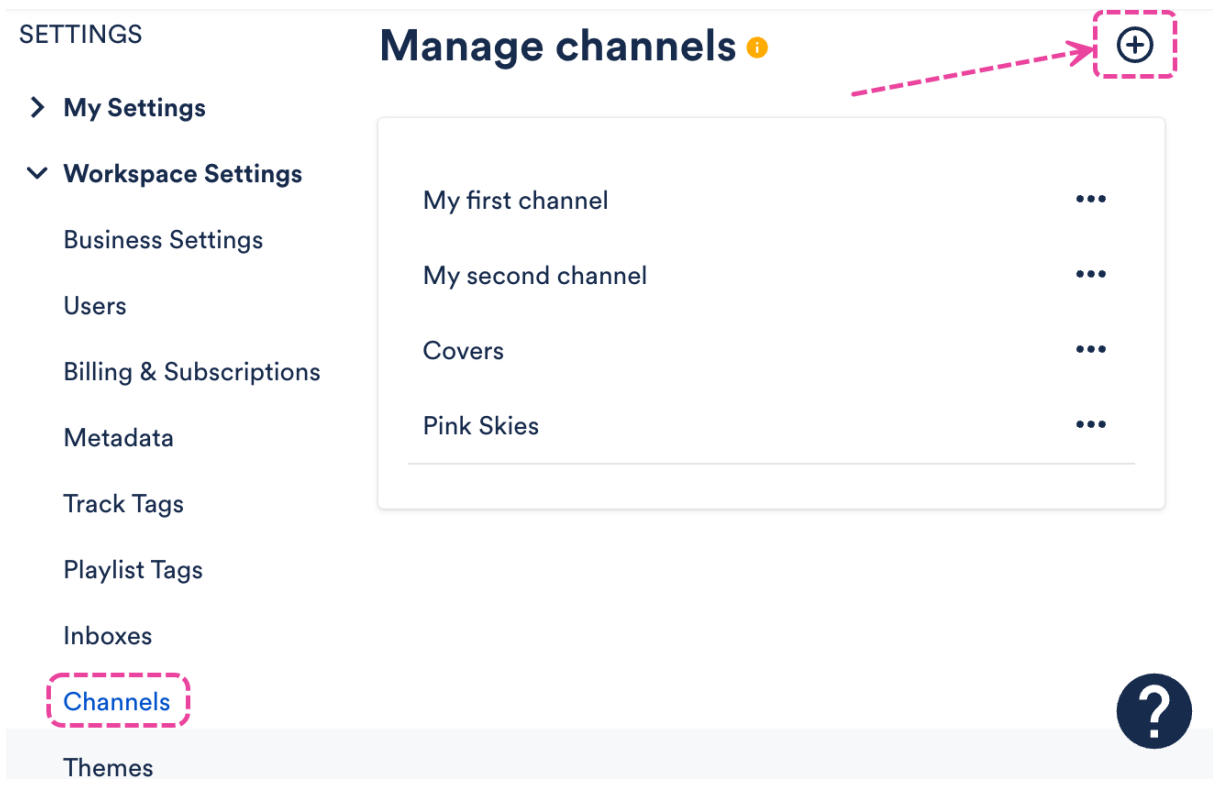 SETTINGS
My Settings
Workspace Settings
Business Settings
Users
Billing & Subscriptions
Metadata
Track Tags
Playlist Tags
Inboxes
Channels
Themes
Manage channels
My first channel
My second channel
Covers
Pink Skies